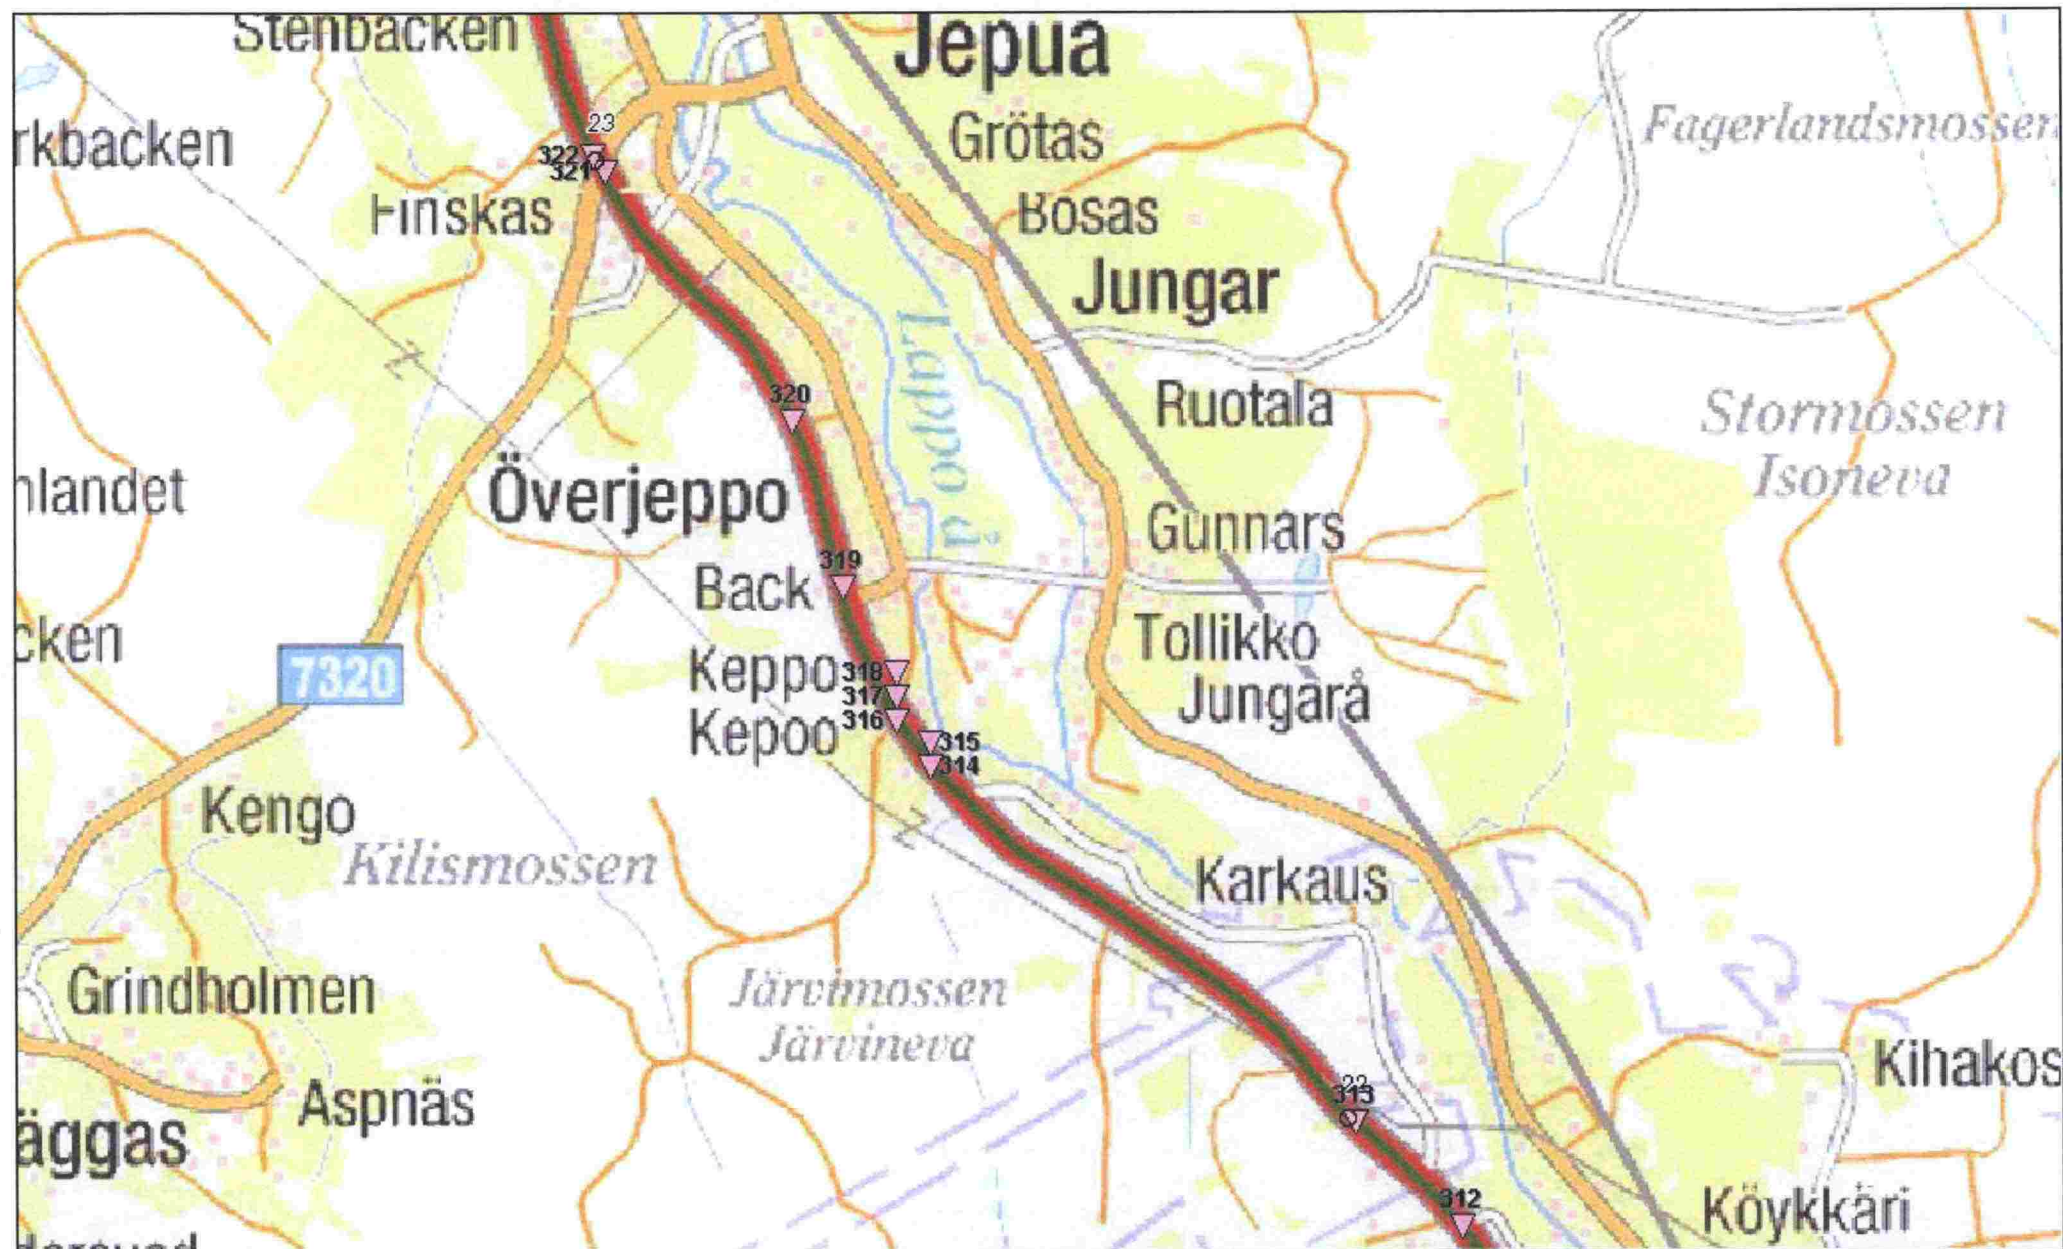 Stenbacken
Jepua
23
Grötas
Fagerlandsmossen
rkbacken
322
321
Finskas
Bösas
Jungar
Lappo å
320
Ruotala
Stormossen
Isoneva
nlandet
Överjeppo
Gunnars
319
Back
Tollikko
cken
7320
Keppo
318
317
Jungarå
Kepoo
316
315
314
Kengo
Kilismossen
Karkaus
Grindholmen
Järvimossen
Järvineva
Kihakos
22
313
Aspnäs
äggas
312
Köykkäri